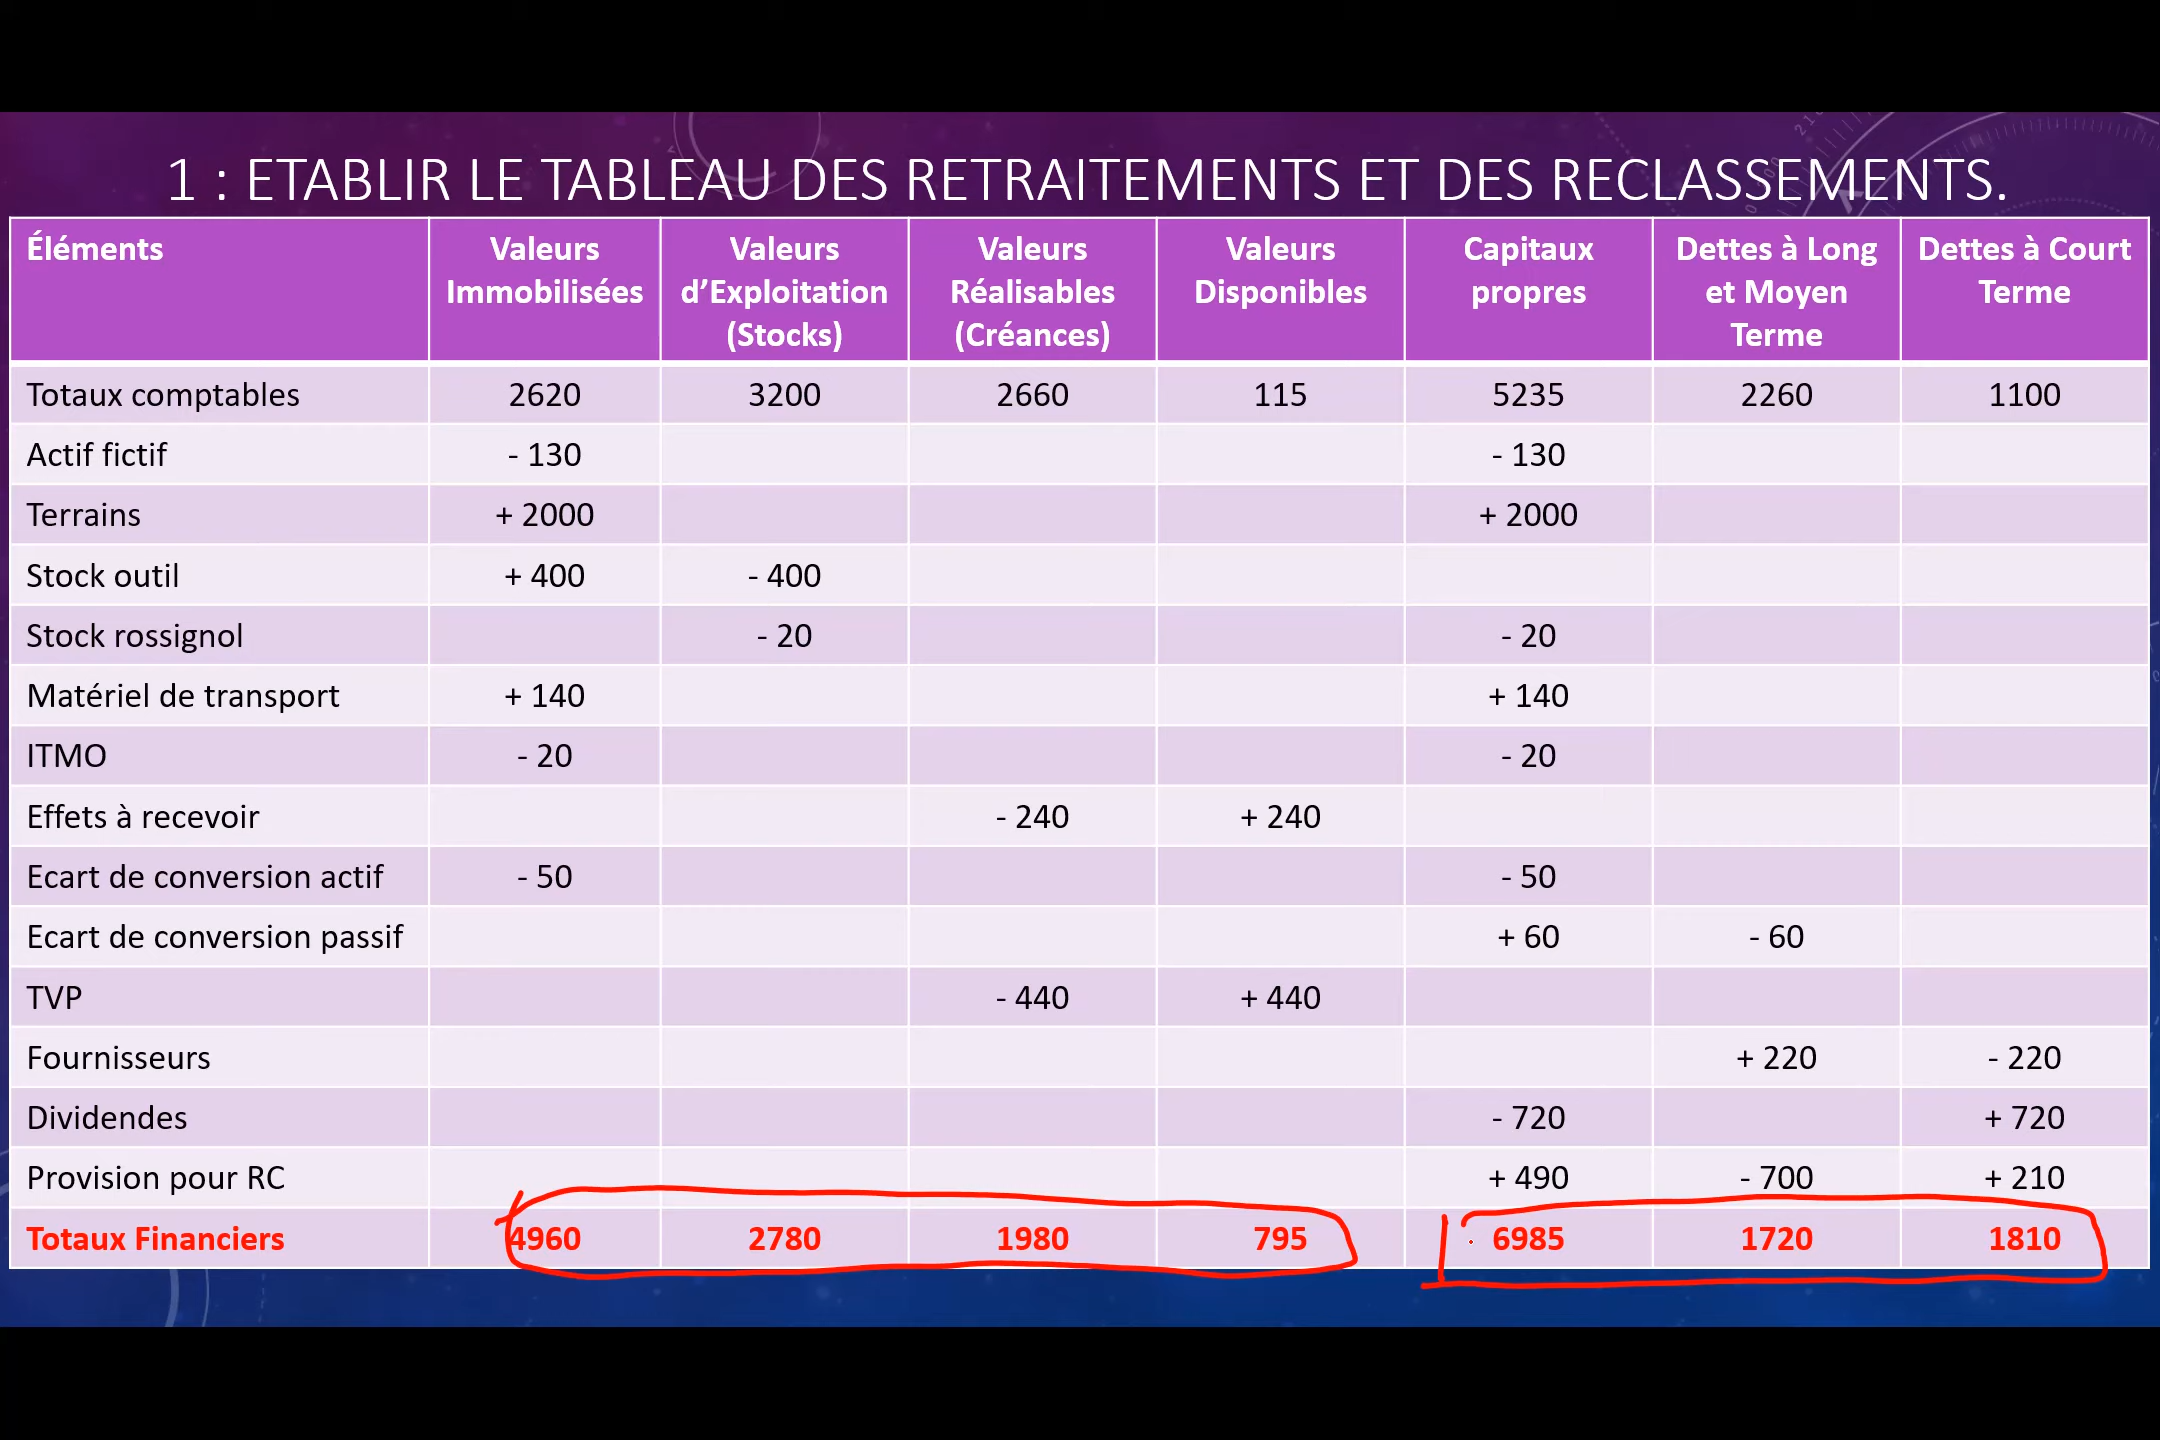 1 : ETABLIR LE TABLEAU DES RETRAITEMENTS ET DES RECLASSEMENTS.
Éléments Valeurs Immobilisées Valeurs d’Exploitation (Stocks) Valeurs Réalisables (Créances) Valeurs Disponibles Capitaux propres Dettes à Long et Moyen Terme Dettes à Court Terme
Totaux comptables 2620 3200 2660 115 5235 2260 1100
Actif fictif - 130 - 130
Terrains + 2000 + 2000
Stock outil + 400 - 400
Stock rossignol - 20 - 20
Matériel de transport + 140 + 140
ITMO - 20 - 20
Effets à recevoir - 240 + 240
Ecart de conversion actif - 50 - 50
Ecart de conversion passif + 60 - 60
TVP - 440 + 440
Fournisseurs + 220 - 220
Dividendes - 720 + 720
Provision pour RC + 490 - 700 + 210
Totaux Financiers 4960 2780 1980 795 6985 1720 1810